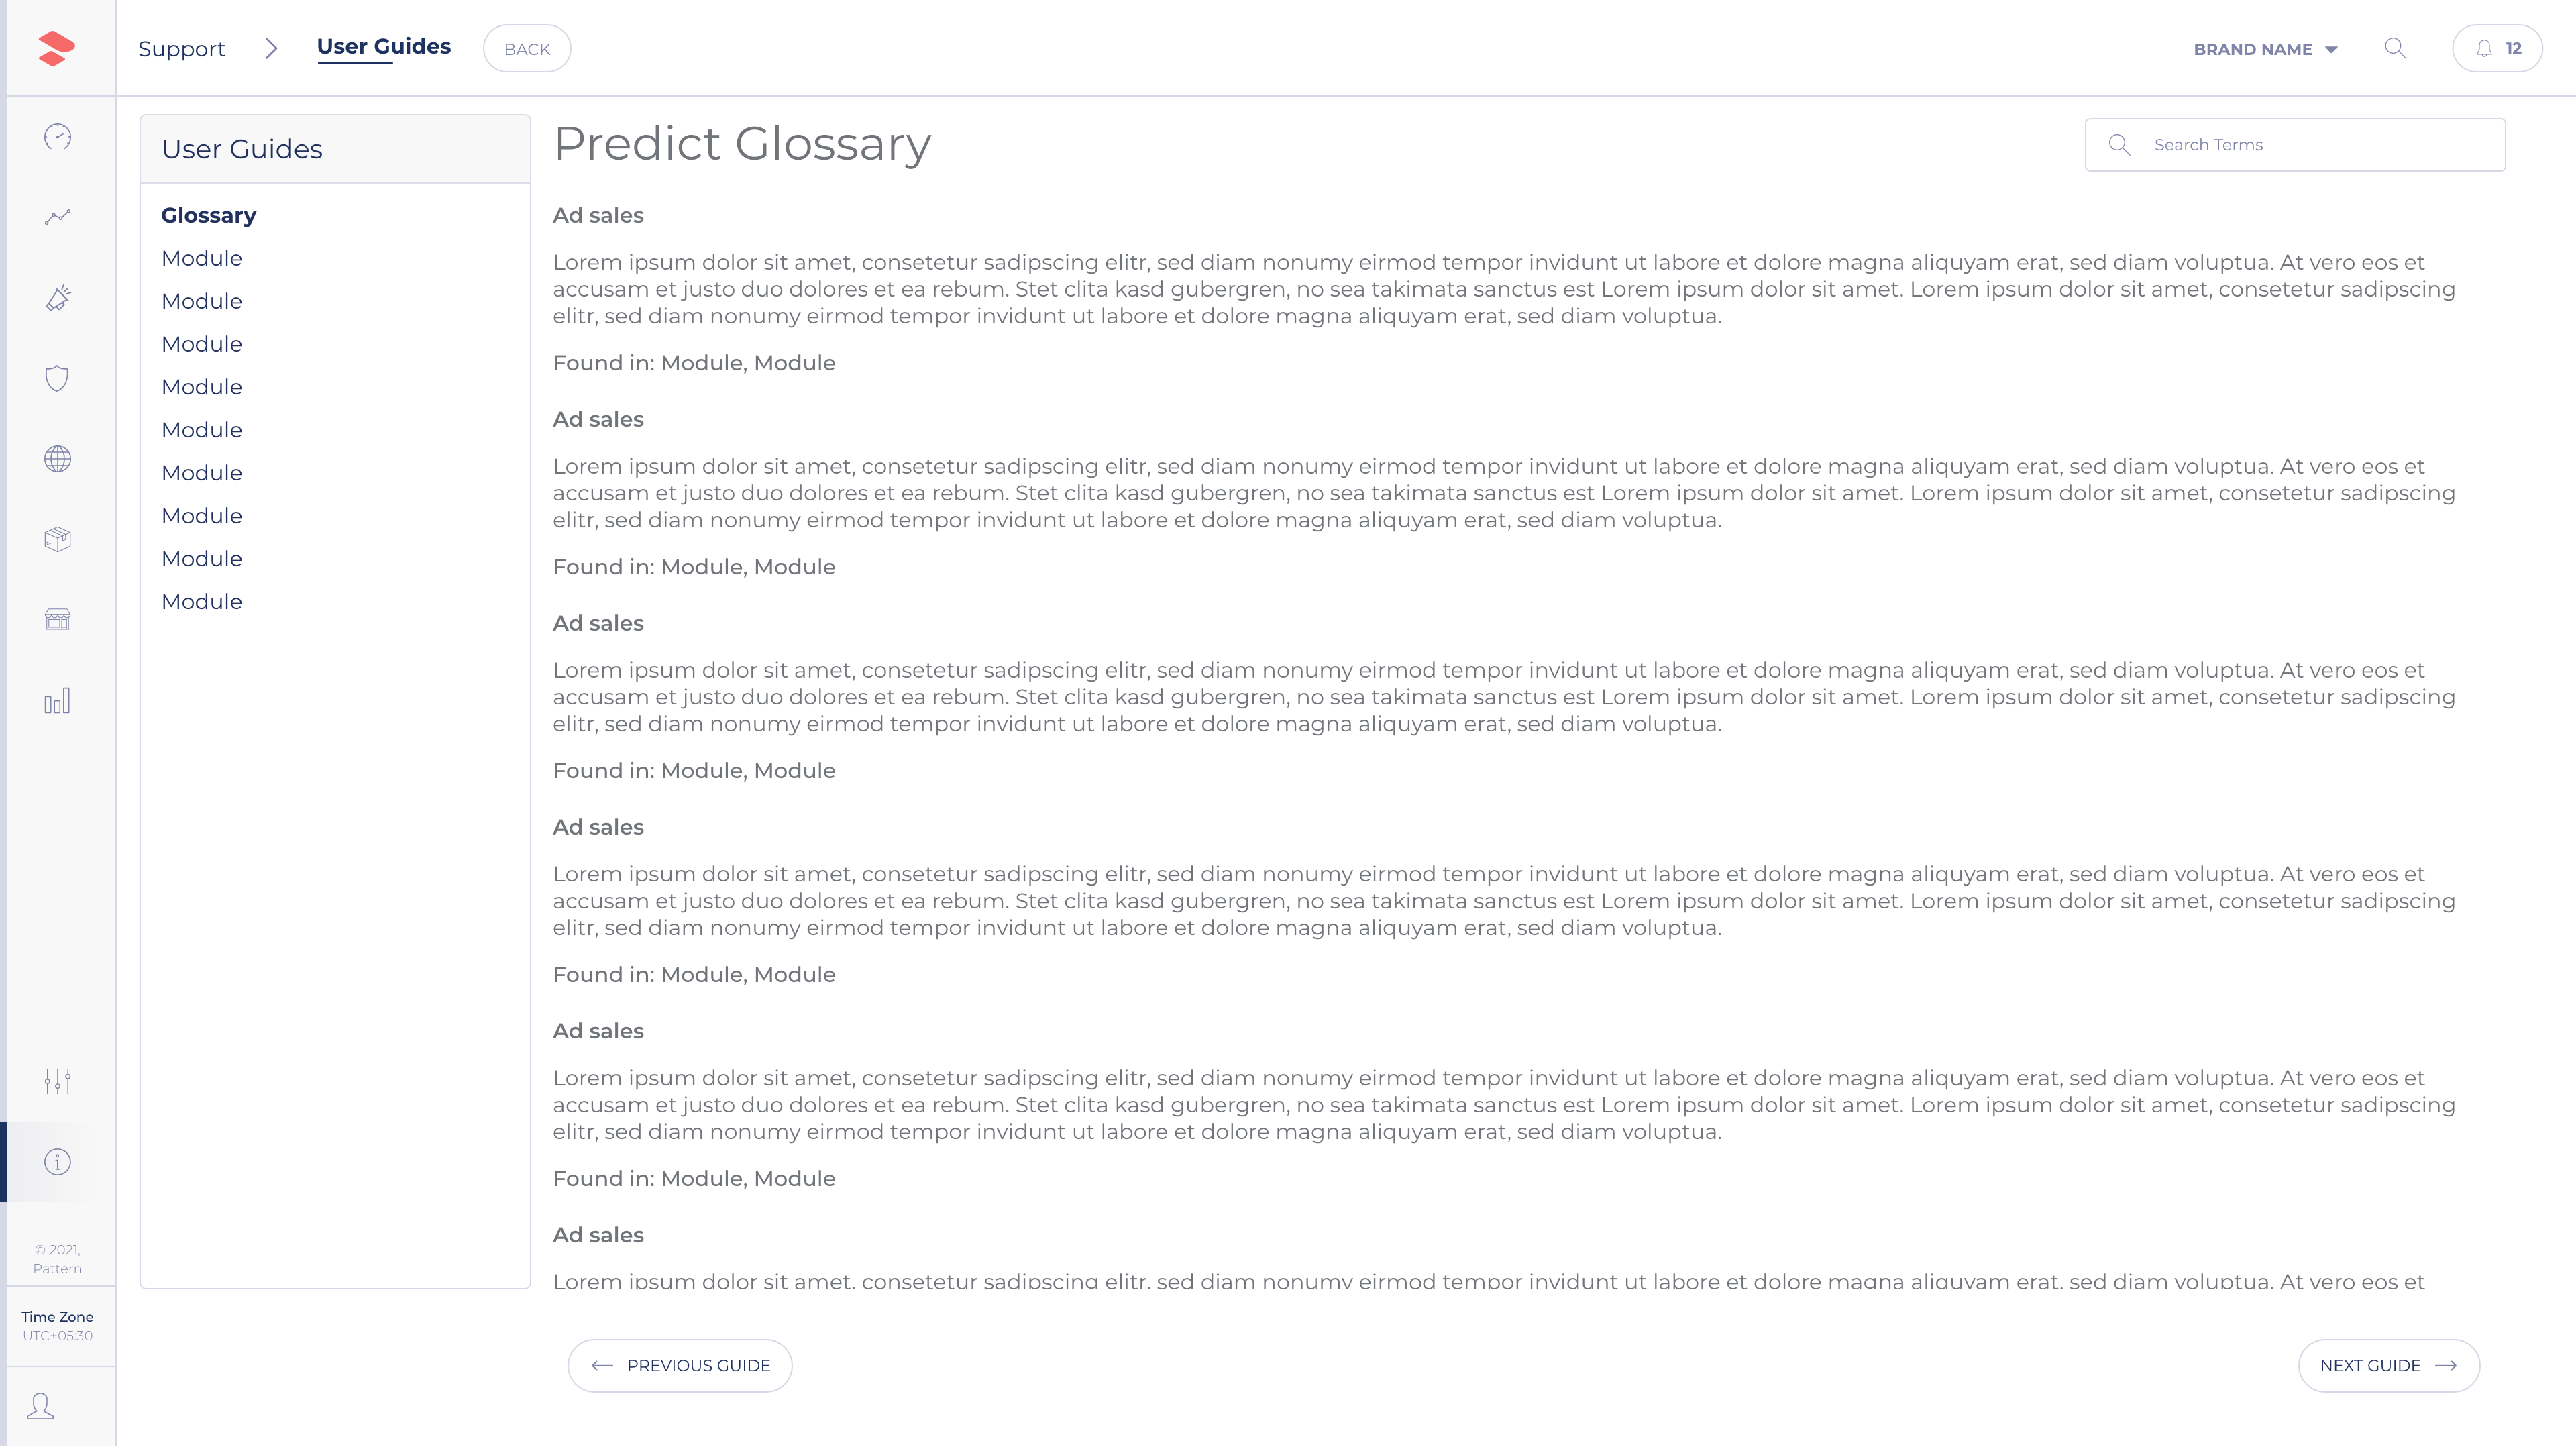 Support
User Guides
BACK
BRAND NAME
12
User Guides
Glossary
Module
Module
Module
Module
Module
Module
Module
Module
Module
Predict Glossary
Search Terms
Ad sales
Lorem ipsum dolor sit amet, consetetur sadipscing elitr, sed diam nonumy eirmod tempor invidunt ut labore et dolore magna aliquyam erat, sed diam voluptua. At vero eos et
accusam et justo duo dolores et ea rebum. Stet clita kasd gubergren, no sea takimata sanctus est Lorem ipsum dolor sit amet. Lorem ipsum dolor sit amet, consetetur sadipscing
elitr, sed diam nonumy eirmod tempor invidunt ut labore et dolore magna aliquyam erat, sed diam voluptua.
Found in: Module, Module
Ad sales
Lorem ipsum dolor sit amet, consetetur sadipscing elitr, sed diam nonumy eirmod tempor invidunt ut labore et dolore magna aliquyam erat, sed diam voluptua. At vero eos et
accusam et justo duo dolores et ea rebum. Stet clita kasd gubergren, no sea takimata sanctus est Lorem ipsum dolor sit amet. Lorem ipsum dolor sit amet, consetetur sadipscing
elitr, sed diam nonumy eirmod tempor invidunt ut labore et dolore magna aliquyam erat, sed diam voluptua.
Found in: Module, Module
Ad sales
Lorem ipsum dolor sit amet, consetetur sadipscing elitr, sed diam nonumy eirmod tempor invidunt ut labore et dolore magna aliquyam erat, sed diam voluptua. At vero eos et
accusam et justo duo dolores et ea rebum. Stet clita kasd gubergren, no sea takimata sanctus est Lorem ipsum dolor sit amet. Lorem ipsum dolor sit amet, consetetur sadipscing
elitr, sed diam nonumy eirmod tempor invidunt ut labore et dolore magna aliquyam erat, sed diam voluptua.
Found in: Module, Module
Ad sales
Lorem ipsum dolor sit amet, consetetur sadipscing elitr, sed diam nonumy eirmod tempor invidunt ut labore et dolore magna aliquyam erat, sed diam voluptua. At vero eos et
accusam et justo duo dolores et ea rebum. Stet clita kasd gubergren, no sea takimata sanctus est Lorem ipsum dolor sit amet. Lorem ipsum dolor sit amet, consetetur sadipscing
elitr, sed diam nonumy eirmod tempor invidunt ut labore et dolore magna aliquyam erat, sed diam voluptua.
Found in: Module, Module
Ad sales
Lorem ipsum dolor sit amet, consetetur sadipscing elitr, sed diam nonumy eirmod tempor invidunt ut labore et dolore magna aliquyam erat, sed diam voluptua. At vero eos et
accusam et justo duo dolores et ea rebum. Stet clita kasd gubergren, no sea takimata sanctus est Lorem ipsum dolor sit amet. Lorem ipsum dolor sit amet, consetetur sadipscing
elitr, sed diam nonumy eirmod tempor invidunt ut labore et dolore magna aliquyam erat, sed diam voluptua.
Found in: Module, Module
Ad sales
Lorem ipsum dolor sit amet, consetetur sadipscing elitr, sed diam nonumy eirmod tempor invidunt ut labore et dolore magna aliquyam erat, sed diam voluptua. At vero eos et
PREVIOUS GUIDE
NEXT GUIDE
© 2021,
Pattern
Time Zone
UTC+05:30